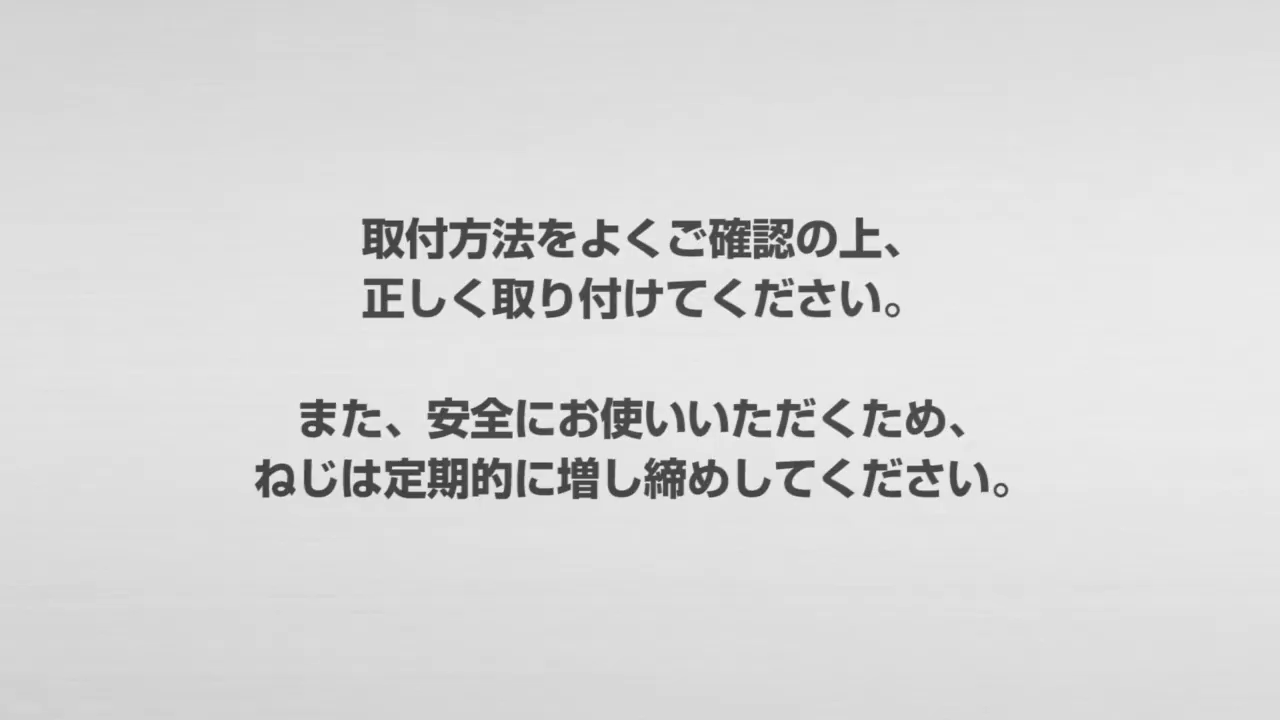 取付方法をよくご確認の上、
正しく取り付けてください。
また、安全にお使いいただくため、
ねじは定期的に増し締めしてください。